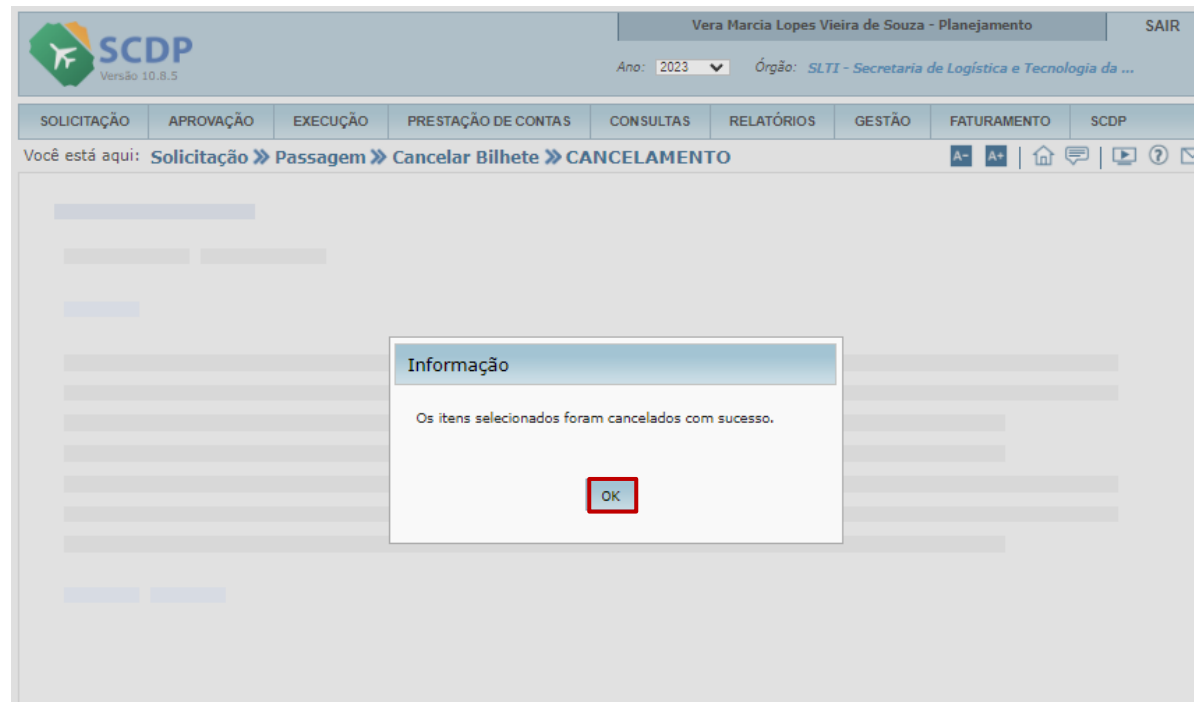 Vera Marcia Lopes Vieira de Souza - Planejamento
SAIR
SCDP
Versão 10.8.5
Ano: 2023 Órgão: SLTI - Secretaria de Logística e Tecnologia da ...
SOLICITAÇÃO APROVAÇÃO EXECUÇÃO PRESTAÇÃO DE CONTAS CONSULTAS RELATÓRIOS GESTÃO FATURAMENTO SCDP
Você está aqui: Solicitação » Passagem » Cancelar Bilhete » CANCELAMENTO A- A+
Informação
Os itens selecionados foram cancelados com sucesso.
OK